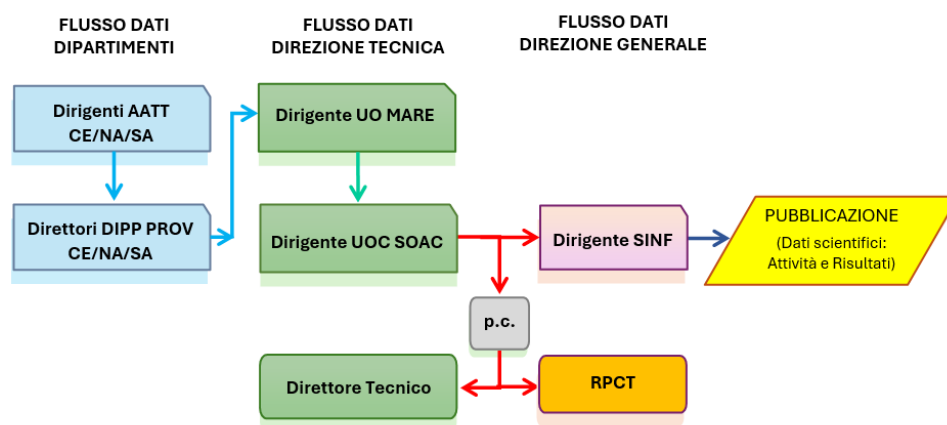 FLUSSO DATI
DIPARTIMENTI
FLUSSO DATI
DIREZIONE TECNICA
FLUSSO DATI
DIREZIONE GENERALE
Dirigenti AATT
CE/NA/SA
Dirigente UO MARE
Direttori DIPP PROV
CE/NA/SA
Dirigente UOC SOAC
Dirigente SINF
PUBBLICAZIONE
(Dati scientifici:
Attività e Risultati)
p.c.
Direttore Tecnico
RPCT